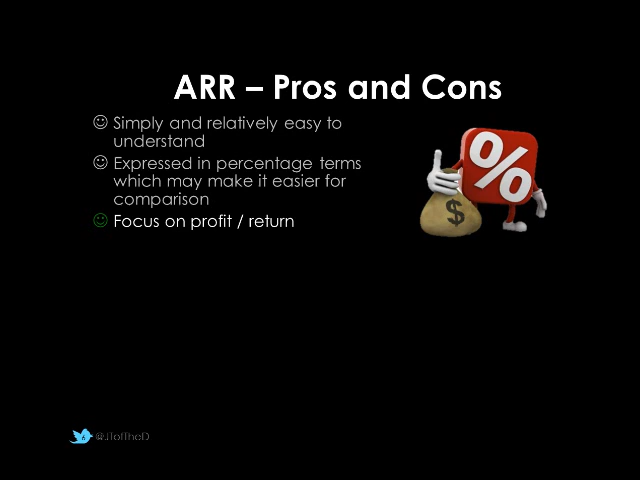 ARR – Pros and Cons
☺ Simply and relatively easy to
understand
☺ Expressed in percentage terms
which may make it easier for
comparison
☺ Focus on profit / return
%
$
@JTofTheD